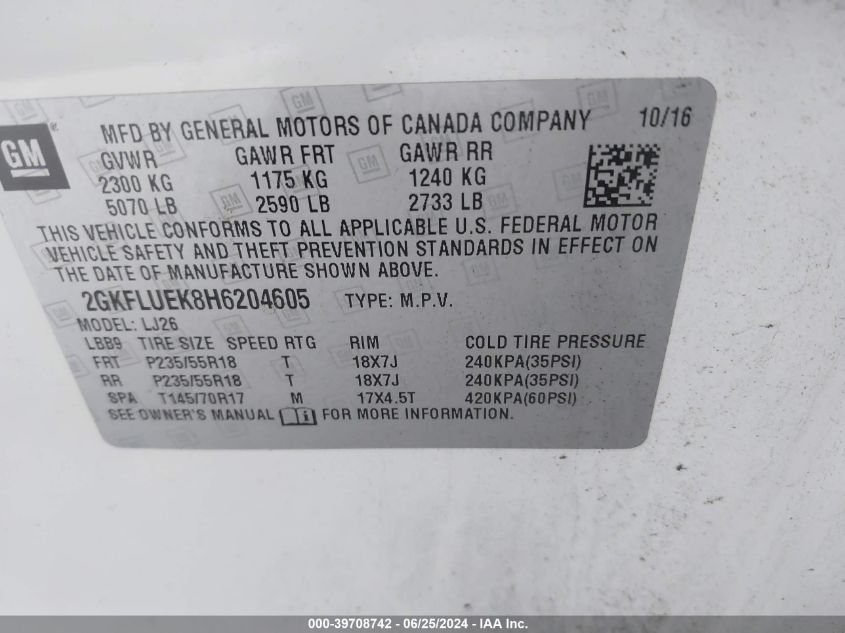 GM ® MFD BY GENERAL MOTORS OF CANADA COMPANY 10/16
GVWR GAWR FRT GAWR RR
2300 KG 1175 KG 1240 KG
5070 LB 2590 LB 2733 LB
THIS VEHICLE CONFORMS TO ALL APPLICABLE U.S. FEDERAL MOTOR
VEHICLE SAFETY AND THEFT PREVENTION STANDARDS IN EFFECT ON
THE DATE OF MANUFACTURE SHOWN ABOVE.
2GKFLUEK8H6204605 TYPE: M.P.V.
MODEL: LJ26
LBB9 TIRE SIZE SPEED RTG RIM COLD TIRE PRESSURE
FRT P235/55R18 T 18X7J 240KPA(35PSI)
RR P235/55R18 T 18X7J 240KPA(35PSI)
SPA T145/70R17 M 17X4.5T 420KPA(60PSI)
SEE OWNER'S MANUAL FOR MORE INFORMATION.
000-39708742 - 06/25/2024 - IAA Inc.